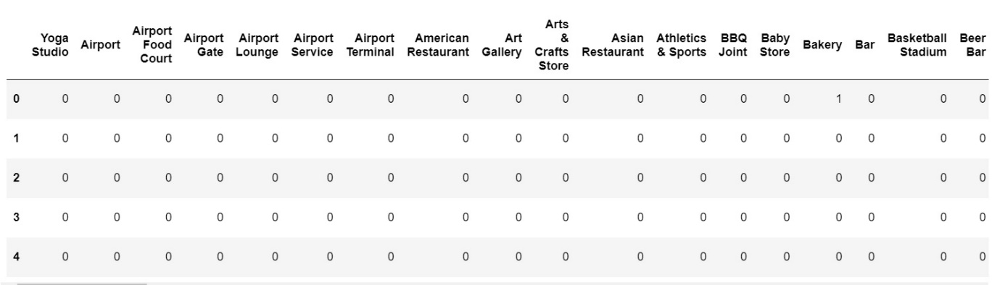 Yoga Studio Airport Airport Food Court Airport Gate Airport Lounge Airport Service Airport Terminal American Restaurant Art Gallery Arts & Crafts Store Asian Restaurant Athletics & Sports BBQ Joint Baby Store Bakery Bar Basketball Stadium Beer Bar
0 0 0 0 0 0 0 0 0 0 0 0 0 0 0 1 0 0 0
1 0 0 0 0 0 0 0 0 0 0 0 0 0 0 0 0 0 0
2 0 0 0 0 0 0 0 0 0 0 0 0 0 0 0 0 0 0
3 0 0 0 0 0 0 0 0 0 0 0 0 0 0 0 0 0 0
4 0 0 0 0 0 0 0 0 0 0 0 0 0 0 0 0 0 0